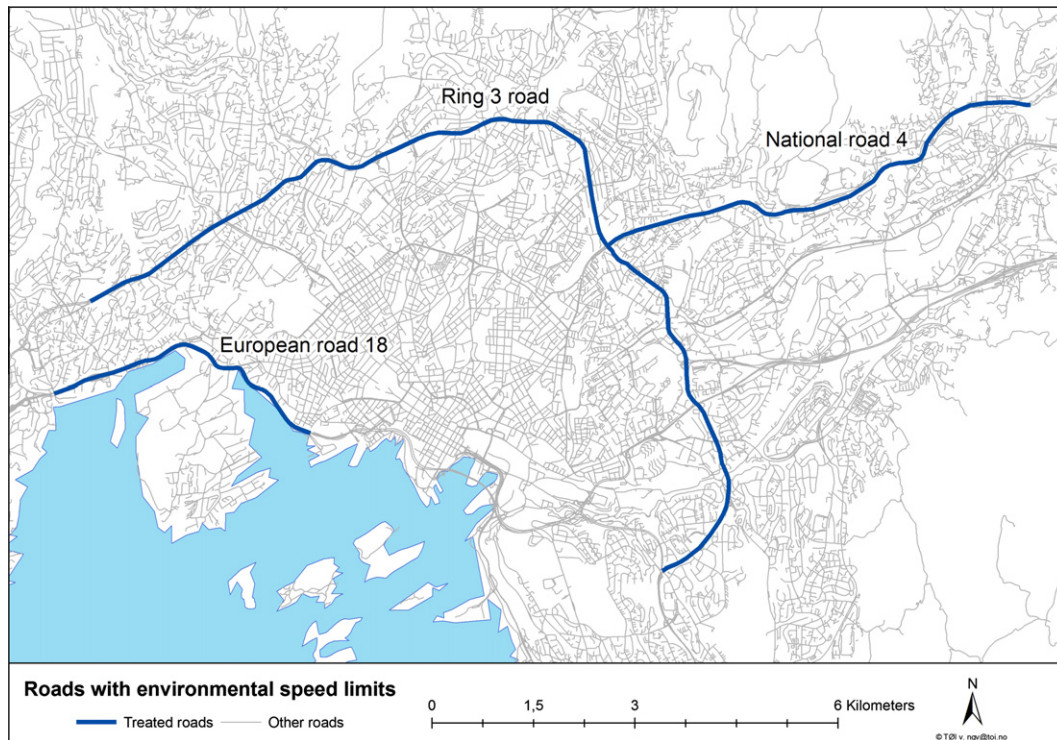 Ring 3 road
National road 4
European road 18
Roads with environmental speed limits
Treated roads
Other roads
0 1,5 3 6 Kilometers
N
© TØI v. nav@toi.no